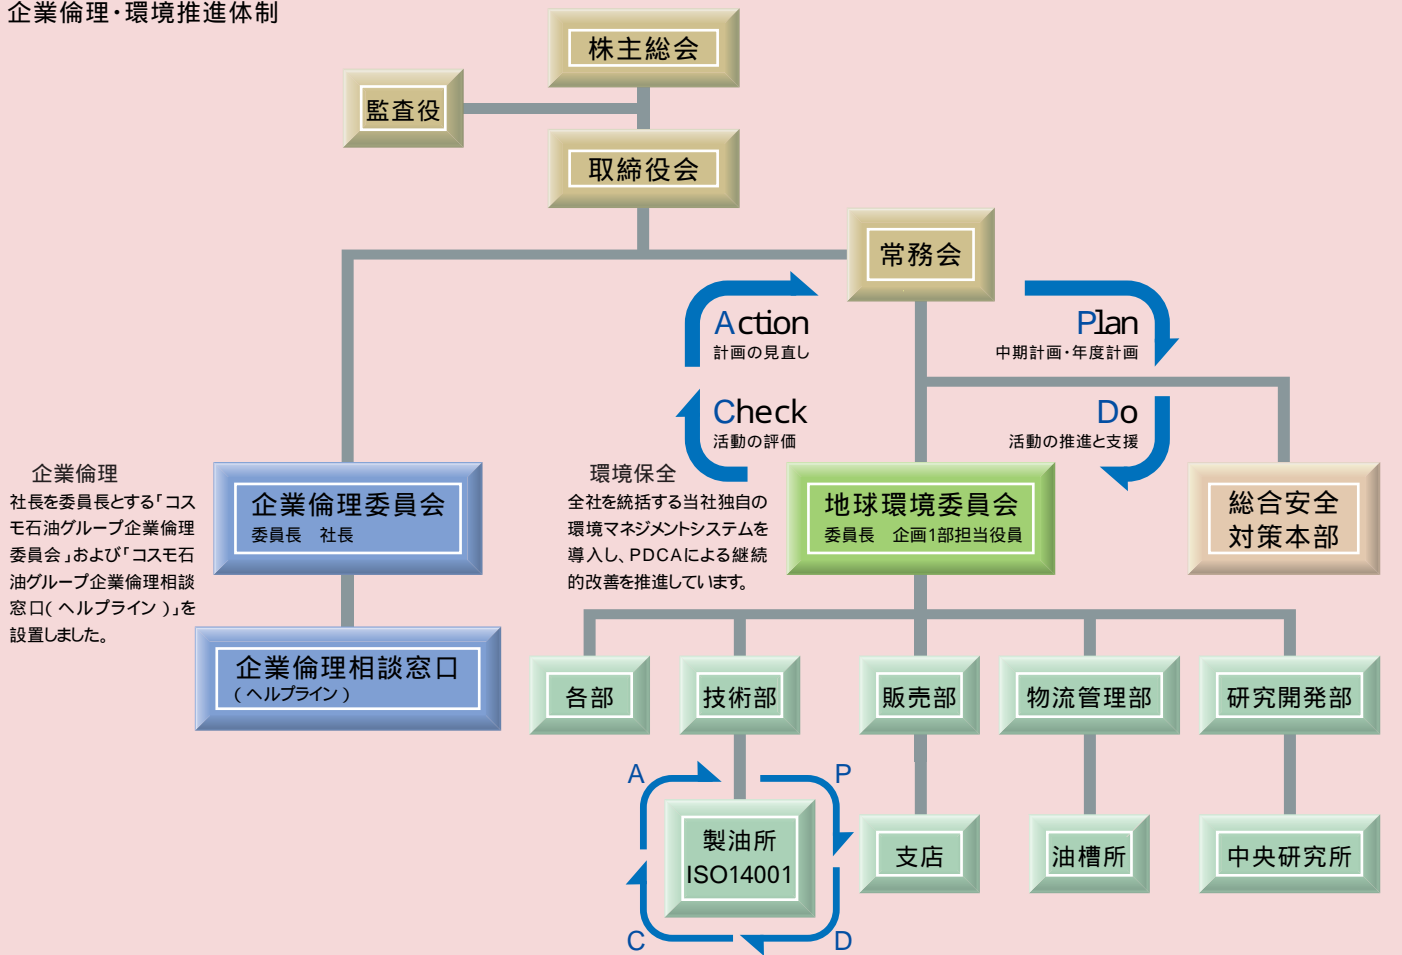 企業倫理・環境推進体制
株主総会
監査役
取締役会
常務会
Action
計画の見直し
Plan
中期計画・年度計画
Check
活動の評価
Do
活動の推進と支援
企業倫理
社長を委員長とする「コス
モ石油グループ企業倫理
委員会」および「コスモ石
油グループ企業倫理相談
窓口(ヘルプライン)」を
設置しました。
企業倫理委員会
委員長 社長
環境保全
全社を統括する当社独自の
環境マネジメントシステムを
導入し、PDCAによる継続
的改善を推進しています。
地球環境委員会
委員長 企画1部担当役員
総合安全
対策本部
企業倫理相談窓口
(ヘルプライン)
各部
技術部
販売部
物流管理部
研究開発部
A
P
製油所
ISO14001
C
D
支店
油槽所
中央研究所